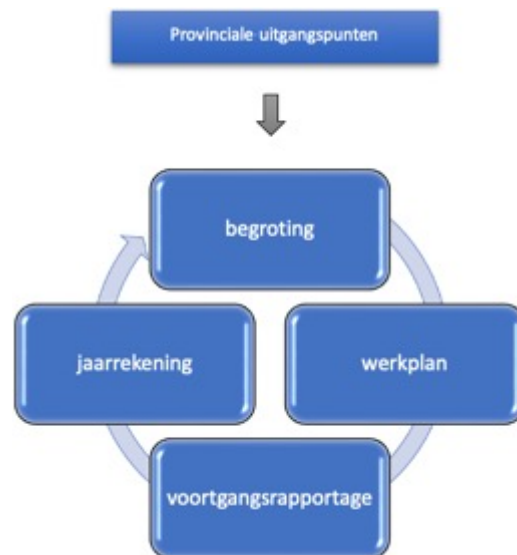 Provinciale uitgangspunten
begroting
werkplan
voortgangsrapportage
jaarrekening